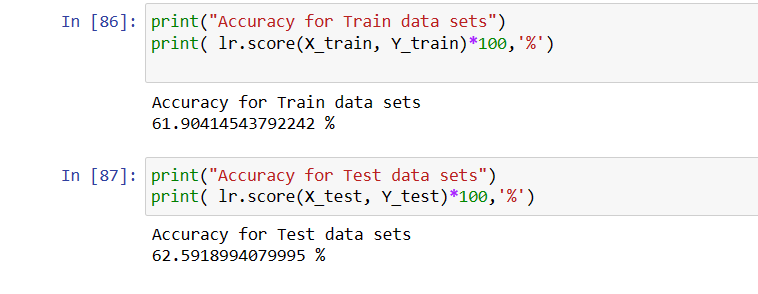 In [86]: print("Accuracy for Train data sets")
print( lr.score(X_train, Y_train)*100,'%')
Accuracy for Train data sets
61.90414543792242 %
In [87]: print("Accuracy for Test data sets")
print( lr.score(X_test, Y_test)*100,'%')
Accuracy for Test data sets
62.5918994079995 %